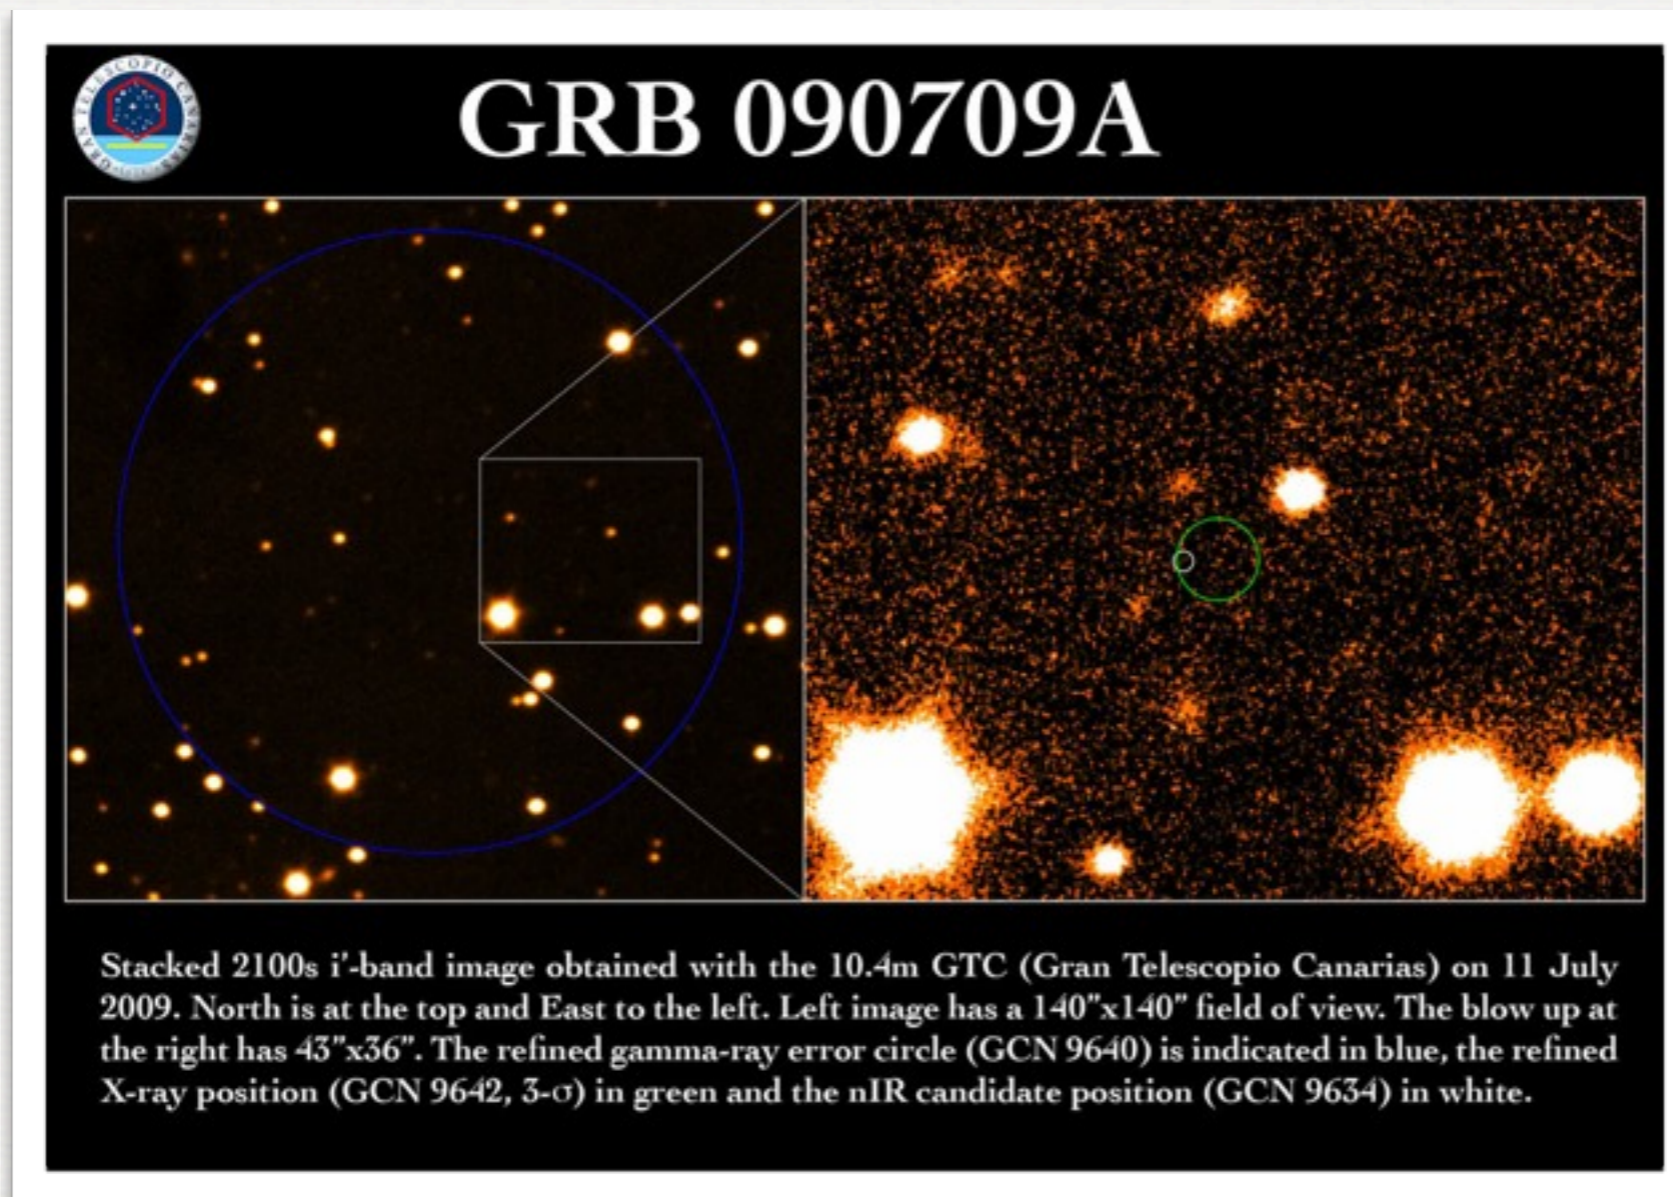 GRAN TELESCOPIO CANARIAS
GRB 090709A
Stacked 2100s i'-band image obtained with the 10.4m GTC (Gran Telescopio Canarias) on 11 July
2009. North is at the top and East to the left. Left image has a 140"x140" field of view. The blow up at
the right has 43"x36". The refined gamma-ray error circle (GCN 9640) is indicated in blue, the refined
X-ray position (GCN 9642, 3-σ) in green and the nIR candidate position (GCN 9634) in white.